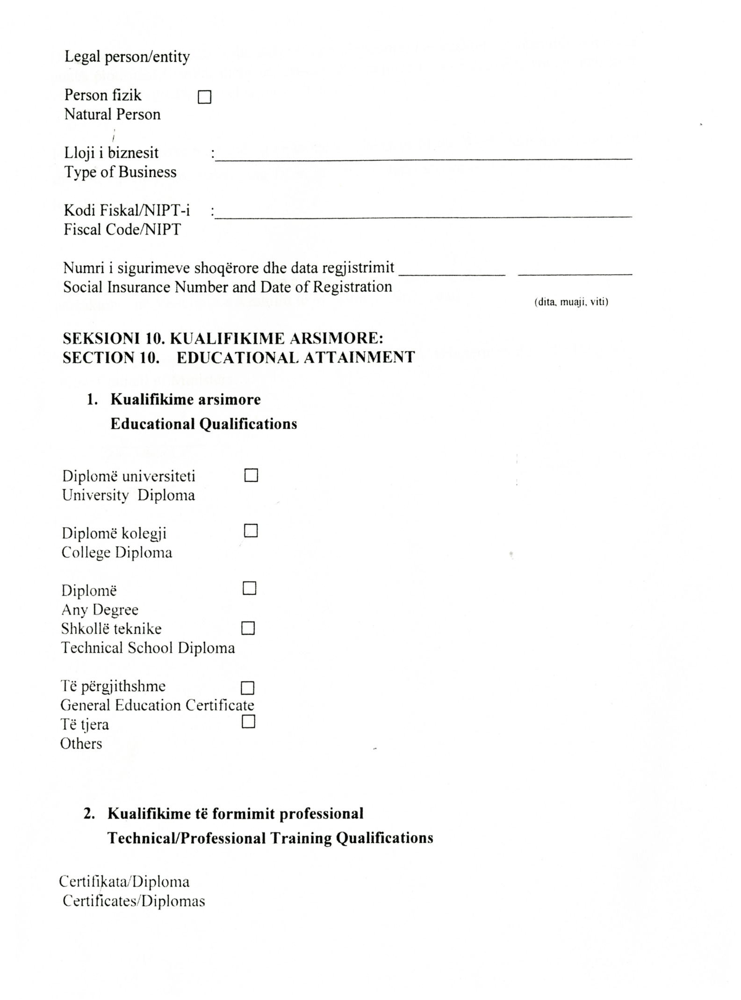 Legal person/entity
Person fizik ☐
Natural Person
Lloji i biznesit :
Type of Business
Kodi Fiskal/NIPT-i :
Fiscal Code/NIPT
Numri i sigurimeve shoqërore dhe data regjistrimit
Social Insurance Number and Date of Registration
(dita, muaji, viti)
SEKSIONI 10. KUALIFIKIME ARSIMORE:
SECTION 10. EDUCATIONAL ATTAINMENT
1. Kualifikime arsimore
Educational Qualifications
Diplomë universiteti ☐
University Diploma
Diplomë kolegji ☐
College Diploma
Diplomë ☐
Any Degree
Shkollë teknike ☐
Technical School Diploma
Të përgjithshme ☐
General Education Certificate
Të tjera ☐
Others
2. Kualifikime të formimit professional
Technical/Professional Training Qualifications
Certifikata/Diploma
Certificates/Diplomas